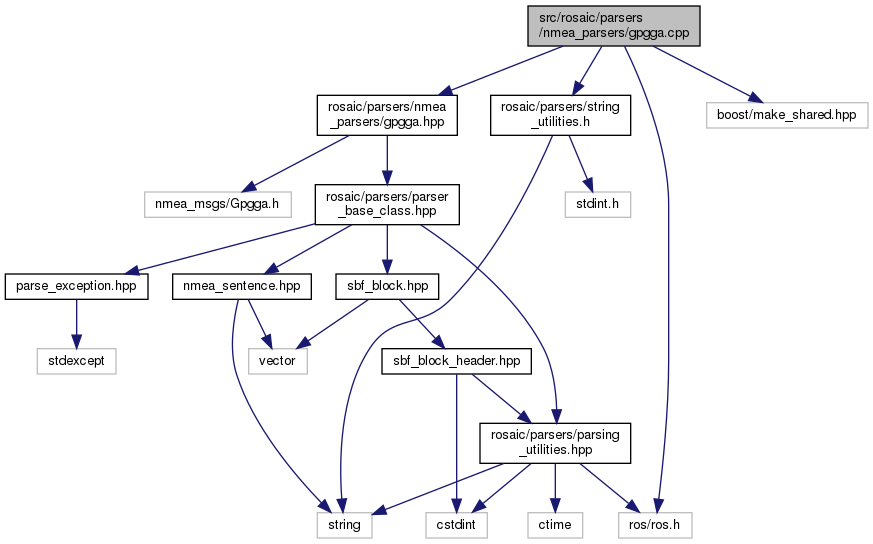 src/rosaic/parsers
/nmea_parsers/gpgga.cpp
rosaic/parsers/nmea
_parsers/gpgga.hpp
rosaic/parsers/string
_utilities.h
boost/make_shared.hpp
nmea_msgs/Gpgga.h
rosaic/parsers/parser
_base_class.hpp
stdint.h
parse_exception.hpp
nmea_sentence.hpp
sbf_block.hpp
stdexcept
vector
sbf_block_header.hpp
rosaic/parsers/parsing
_utilities.hpp
string
cstdint
ctime
ros/ros.h